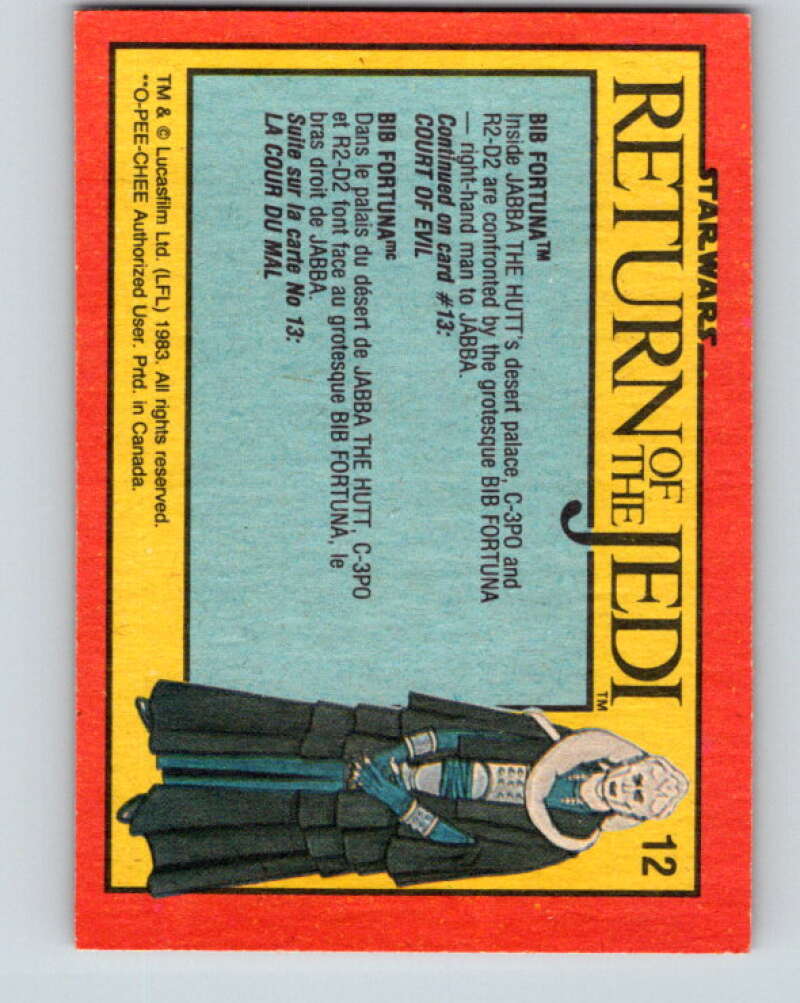 STAR WARS
RETURN OF THE JEDI™
12
BIB FORTUNA™
Inside JABBA THE HUTT's desert palace, C-3PO and
R2-D2 are confronted by the grotesque BIB FORTUNA
— right-hand man to JABBA.
Continued on card #13:
COURT OF EVIL
BIB FORTUNAmc
Dans le palais du désert de JABBA THE HUTT, C-3PO
et R2-D2 font face au grotesque BIB FORTUNA, le
bras droit de JABBA.
Suite sur la carte No 13:
LA COUR DU MAL
TM & © Lucasfilm Ltd. (LFL) 1983. All rights reserved.
**O-PEE-CHEE Authorized User. Prtd. in Canada.